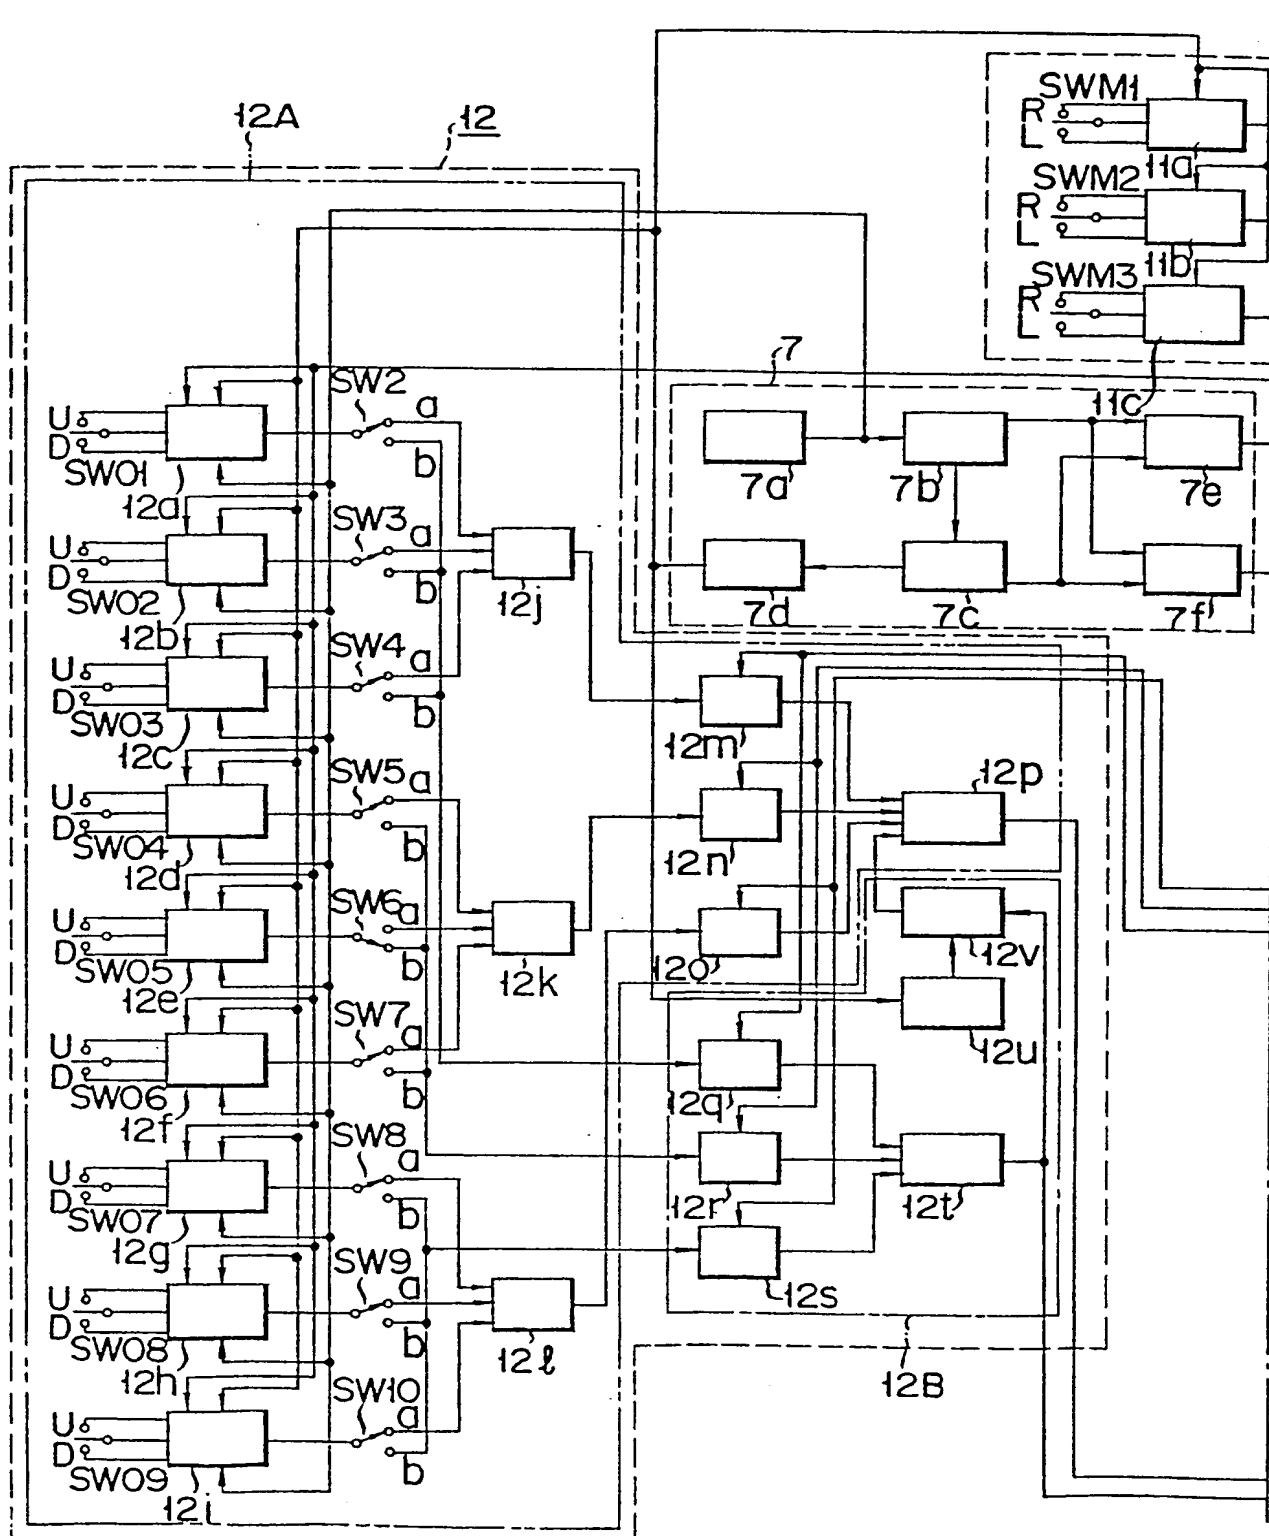 12A
12
SWM1
R
L
11a
SWM2
R
L
11b
SWM3
R
L
11c
7
7a
7b
7e
7d
7c
7f
U
D
SW01
12a
SW2
a
b
U
D
SW02
12b
SW3
a
b
12j
U
D
SW03
12c
SW4
a
b
12m
U
D
SW04
12d
SW5
a
b
12n
12p
U
D
SW05
12e
SW6
a
b
12k
12o
12v
U
D
SW06
12f
SW7
a
b
12q
12u
U
D
SW07
12g
SW8
a
b
12r
12t
U
D
SW08
12h
SW9
a
b
12l
12s
12B
U
D
SW09
12i
SW10
a
b